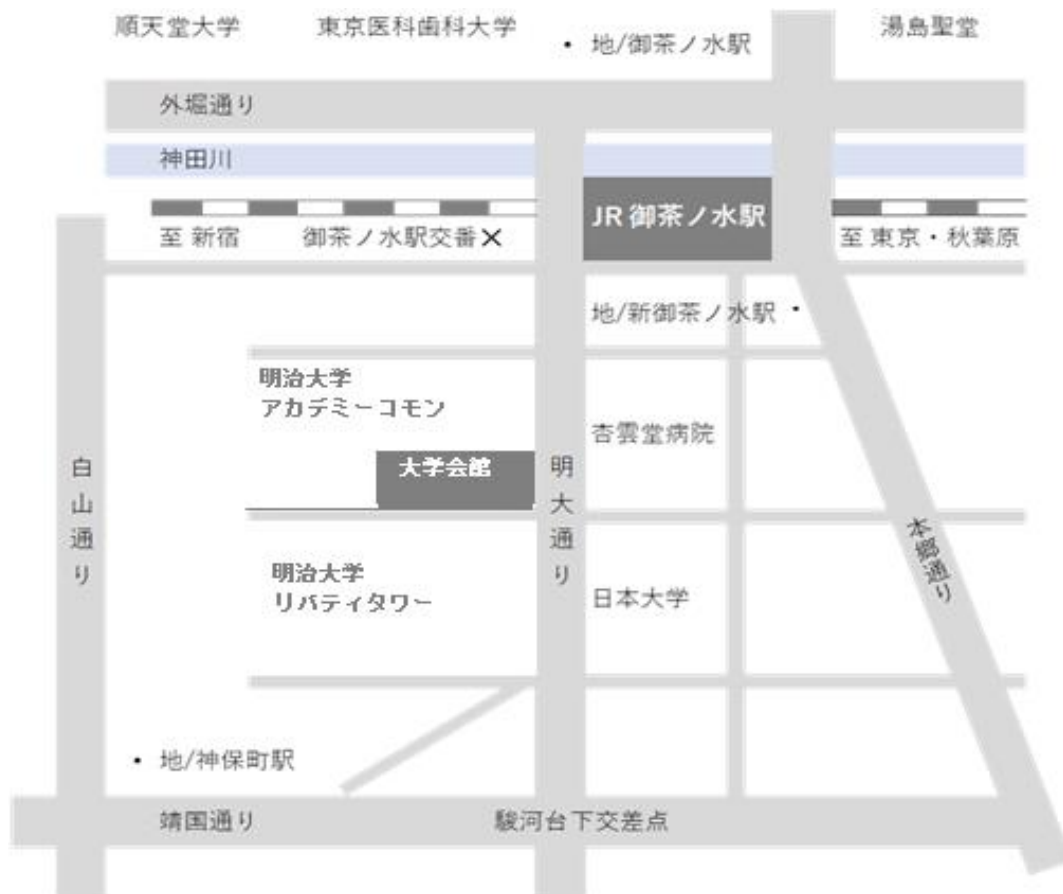 順天堂大学
東京医科歯科大学
・ 地/御茶ノ水駅
湯島聖堂
外堀通り
神田川
JR 御茶ノ水駅
至 新宿
御茶ノ水駅交番×
至 東京・秋葉原
地/新御茶ノ水駅 ・
明治大学
アカデミーコモン
杏雲堂病院
大学会館
白山通り
明大通り
本郷通り
明治大学
リバティタワー
日本大学
・ 地/神保町駅
靖国通り
駿河台下交差点